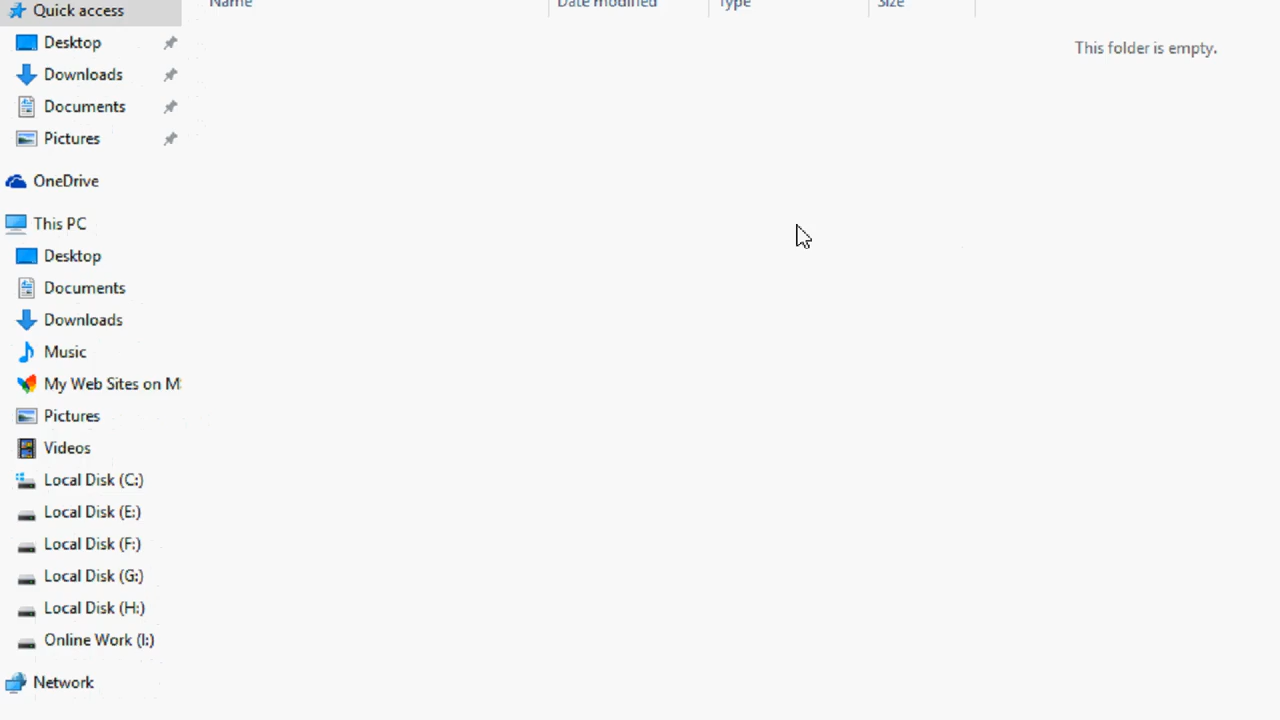 Quick access
Name Date modified Type Size
Desktop
This folder is empty.
Downloads
Documents
Pictures
OneDrive
This PC
Desktop
Documents
Downloads
Music
My Web Sites on M
Pictures
Videos
Local Disk (C:)
Local Disk (E:)
Local Disk (F:)
Local Disk (G:)
Local Disk (H:)
Online Work (I:)
Network